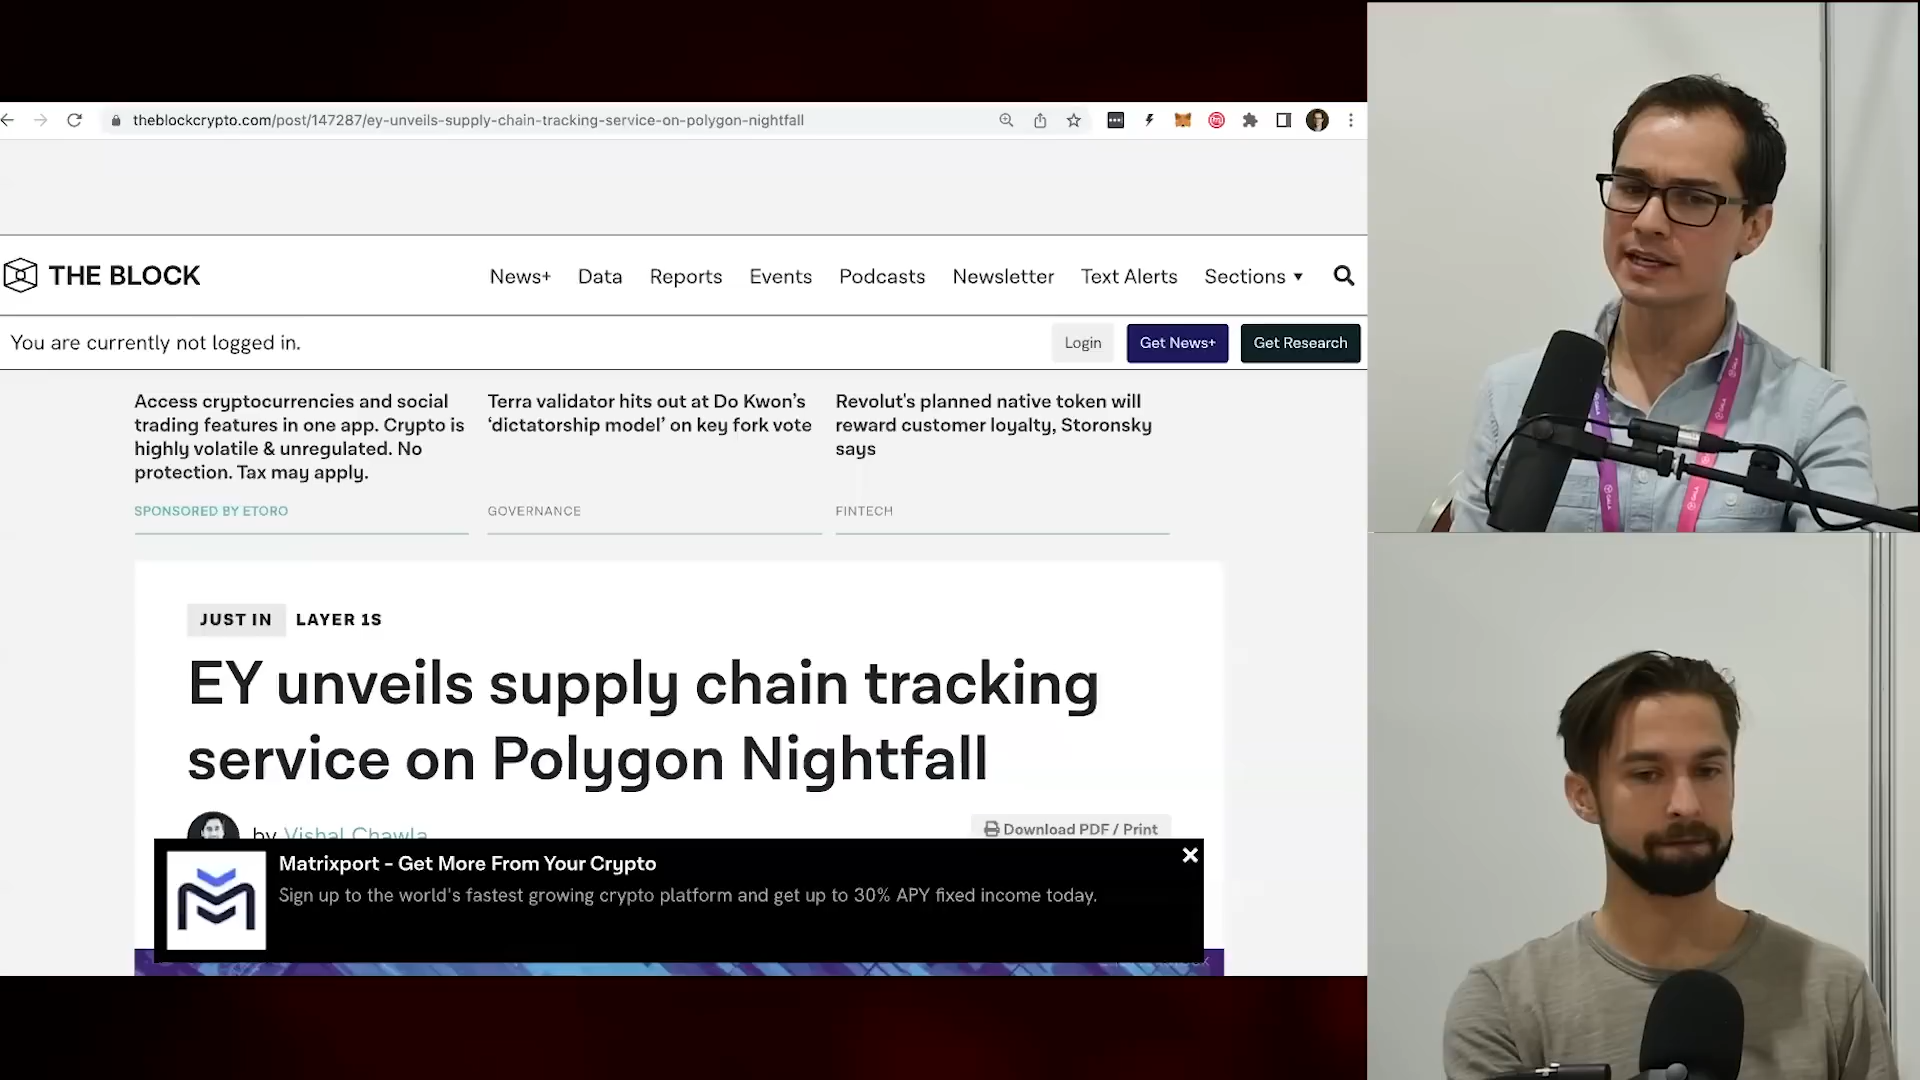 theblockcrypto.com/post/147287/ey-unveils-supply-chain-tracking-service-on-polygon-nightfall
THE BLOCK
News+ Data Reports Events Podcasts Newsletter Text Alerts Sections
You are currently not logged in.
Login Get News+ Get Research
Access cryptocurrencies and social
trading features in one app. Crypto is
highly volatile & unregulated. No
protection. Tax may apply.
SPONSORED BY ETORO
Terra validator hits out at Do Kwon's
‘dictatorship model’ on key fork vote
GOVERNANCE
Revolut's planned native token will
reward customer loyalty, Storonsky
says
FINTECH
JUST IN LAYER 1S
EY unveils supply chain tracking
service on Polygon Nightfall
by Vishal Chawla
Download PDF / Print
Matrixport - Get More From Your Crypto
Sign up to the world's fastest growing crypto platform and get up to 30% APY fixed income today.
GALA
GALA